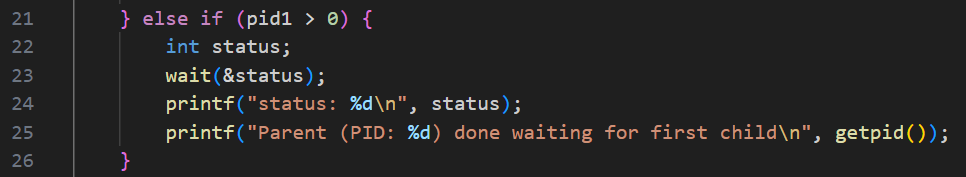 21 } else if (pid1 > 0) {
22 int status;
23 wait(&status);
24 printf("status: %d\n", status);
25 printf("Parent (PID: %d) done waiting for first child\n", getpid());
26 }